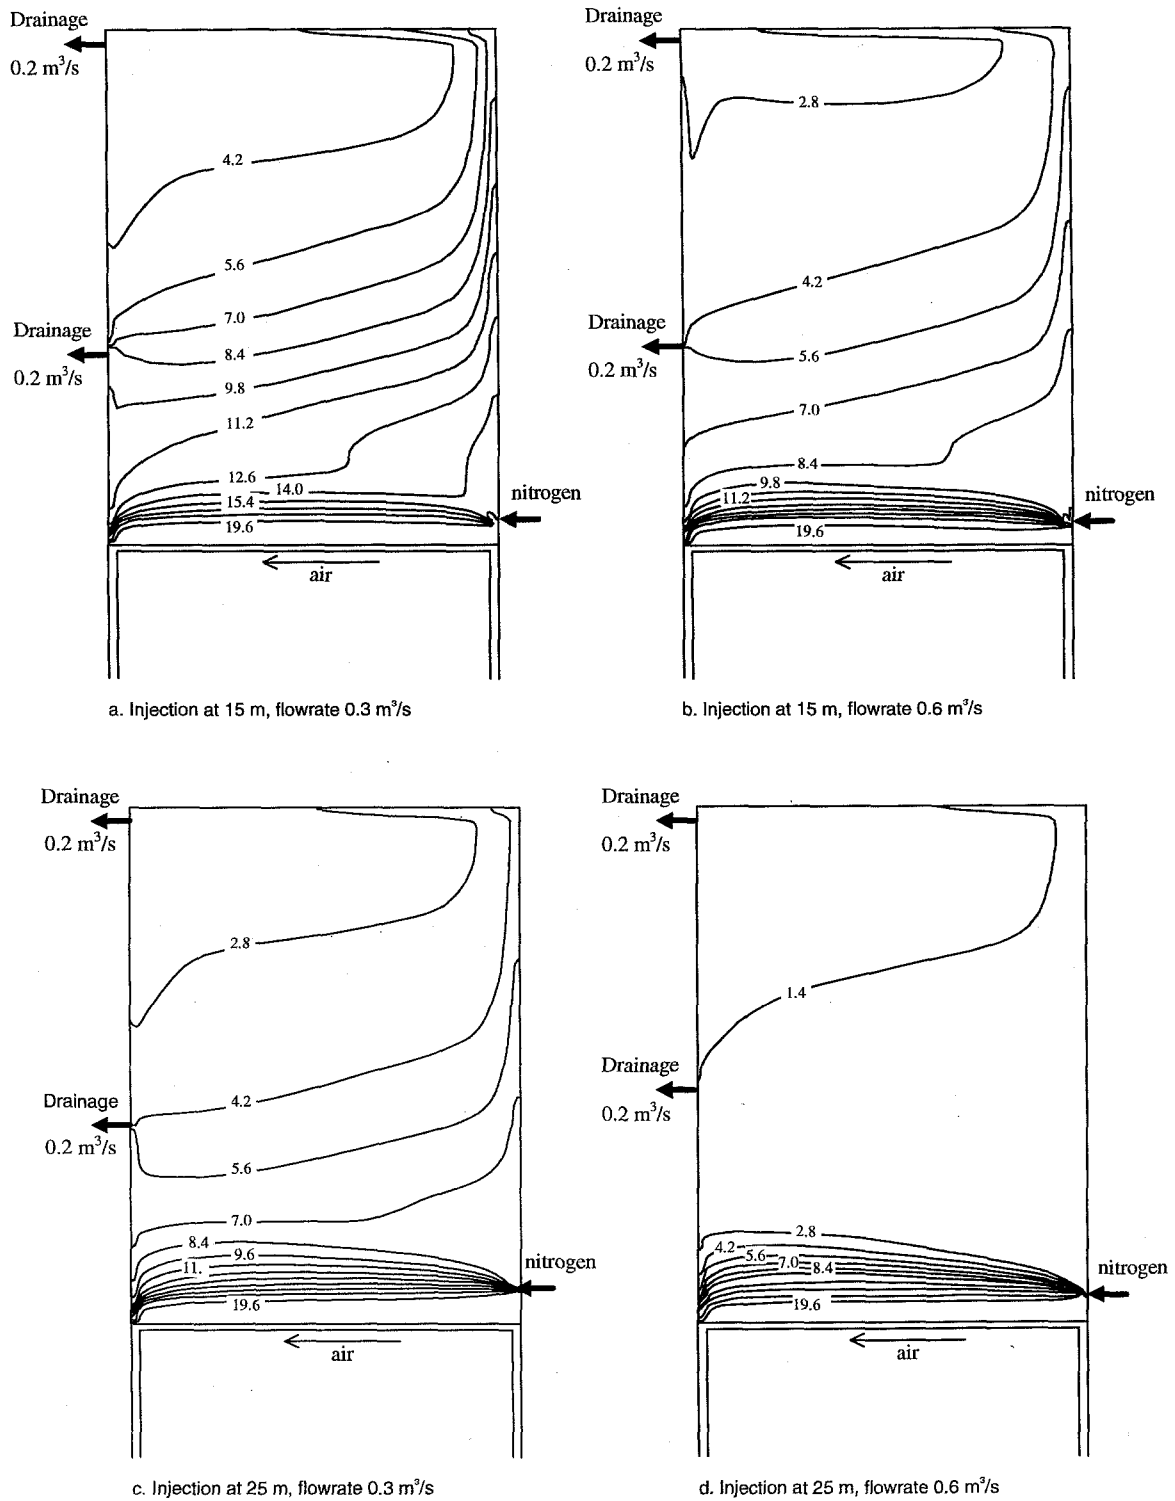 Drainage
0.2 m³/s
4.2
5.6
7.0
Drainage
0.2 m³/s
8.4
9.8
11.2
12.6
14.0
15.4
19.6
nitrogen
air
a. Injection at 15 m, flowrate 0.3 m³/s
Drainage
0.2 m³/s
2.8
4.2
Drainage
0.2 m³/s
5.6
7.0
8.4
9.8
11.2
19.6
nitrogen
air
b. Injection at 15 m, flowrate 0.6 m³/s
Drainage
0.2 m³/s
2.8
4.2
Drainage
0.2 m³/s
5.6
7.0
8.4
9.6
11.
19.6
nitrogen
air
c. Injection at 25 m, flowrate 0.3 m³/s
Drainage
0.2 m³/s
1.4
Drainage
0.2 m³/s
2.8
4.2
5.6
7.0
8.4
19.6
nitrogen
air
d. Injection at 25 m, flowrate 0.6 m³/s